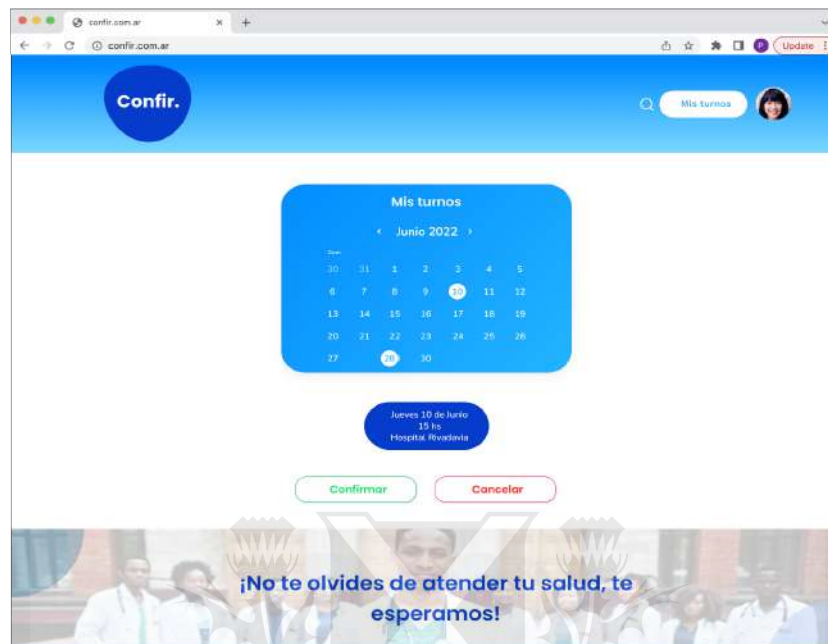 confir.com.ar
confir.com.ar
Update
Confir.
Mis turnos
Mis turnos
Junio 2022
30 31 1 2 3 4 5
6 7 8 9 10 11 12
13 14 15 16 17 18 19
20 21 22 23 24 25 26
27 28 30
Jueves 10 de Junio
15 hs
Hospital Rivadavia
Confirmar
Cancelar
¡No te olvides de atender tu salud, te
esperamos!